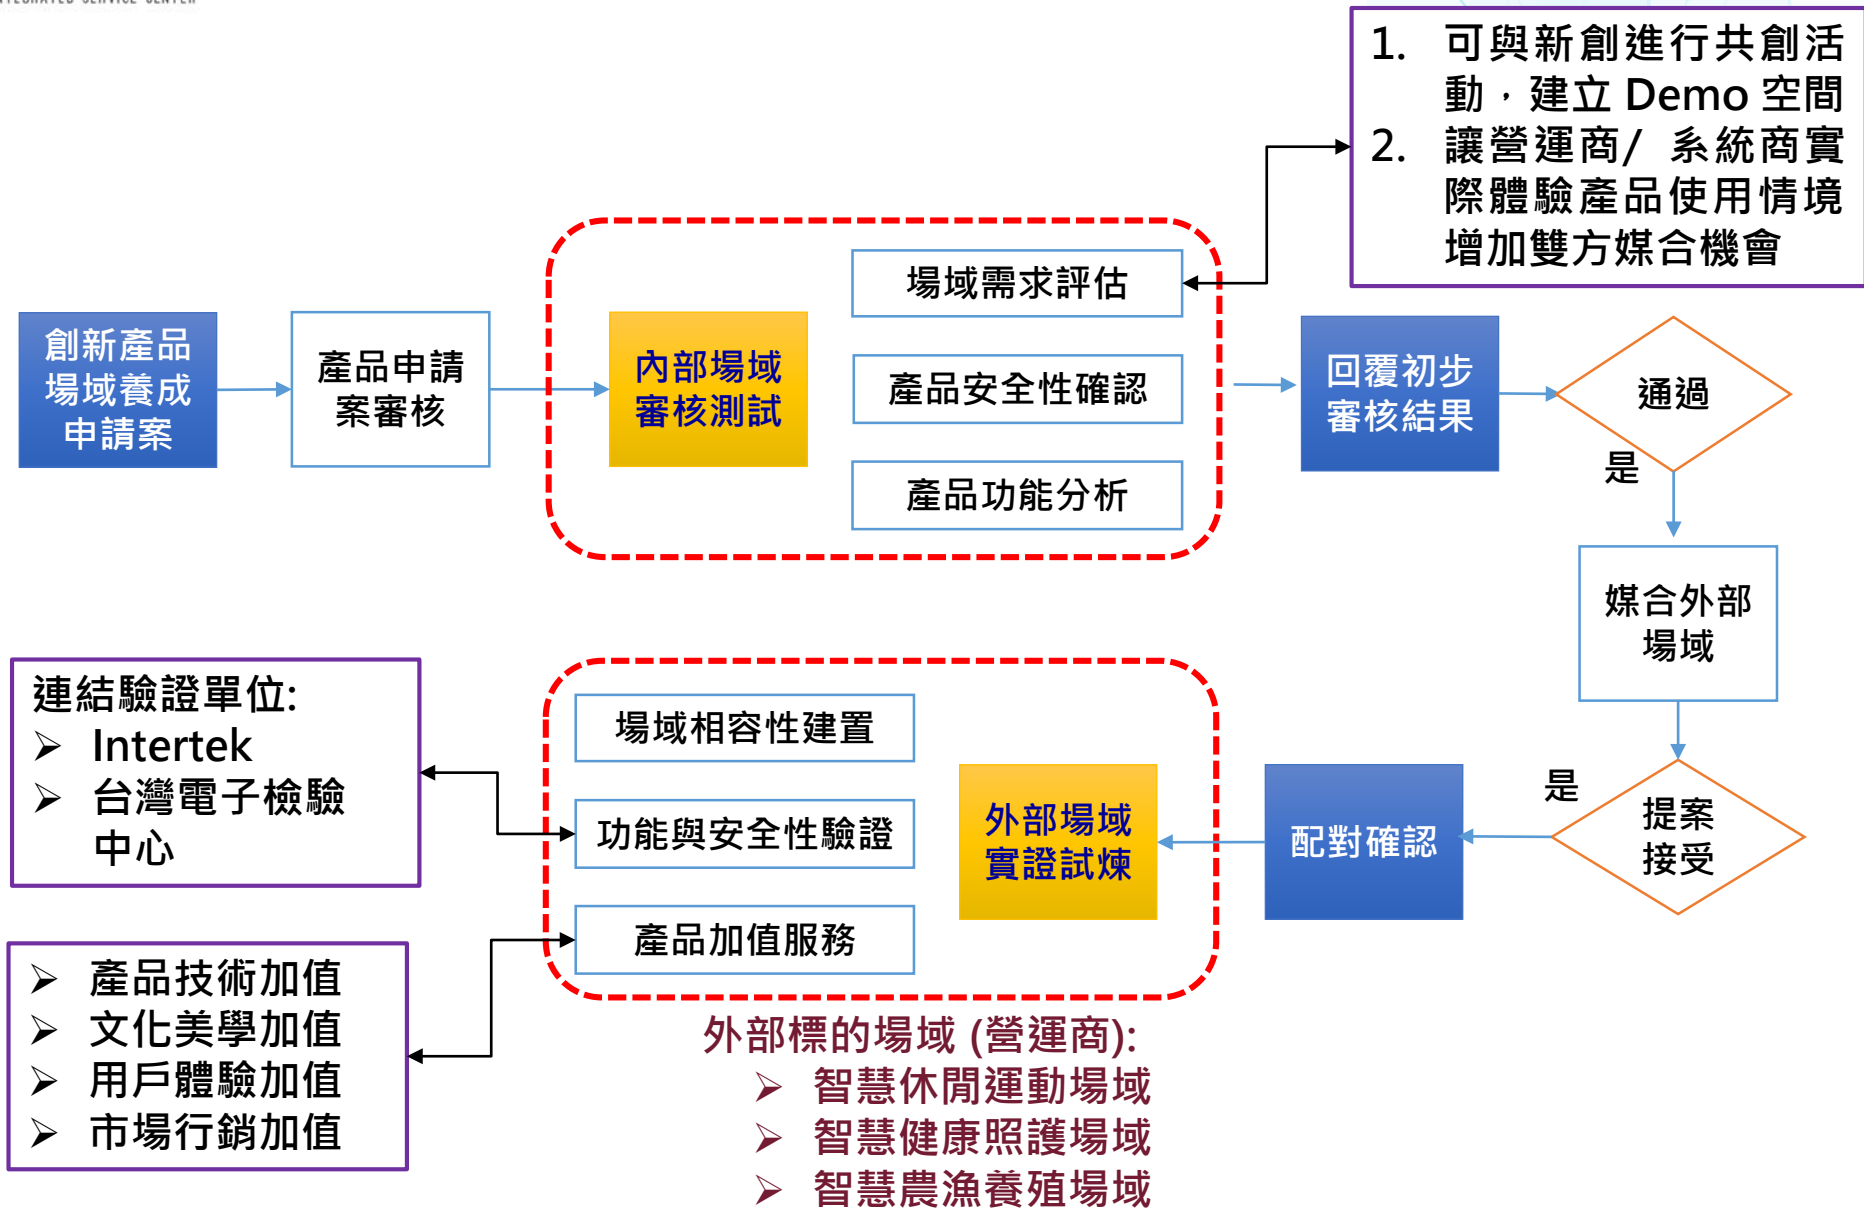 INTEGRATED SERVICE CENTER
1. 可與新創進行共創活
動，建立 Demo 空間
2. 讓營運商/ 系統商實
際體驗產品使用情境
增加雙方媒合機會
創新產品
場域養成
申請案
產品申請
案審核
內部場域
審核測試
場域需求評估
產品安全性確認
產品功能分析
回覆初步
審核結果
通過
是
媒合外部
場域
提案
接受
是
配對確認
外部場域
實證試煉
場域相容性建置
功能與安全性驗證
產品加值服務
連結驗證單位:
➢ Intertek
➢ 台灣電子檢驗
中心
➢ 產品技術加值
➢ 文化美學加值
➢ 用戶體驗加值
➢ 市場行銷加值
外部標的場域 (營運商):
➢ 智慧休閒運動場域
➢ 智慧健康照護場域
➢ 智慧農漁養殖場域